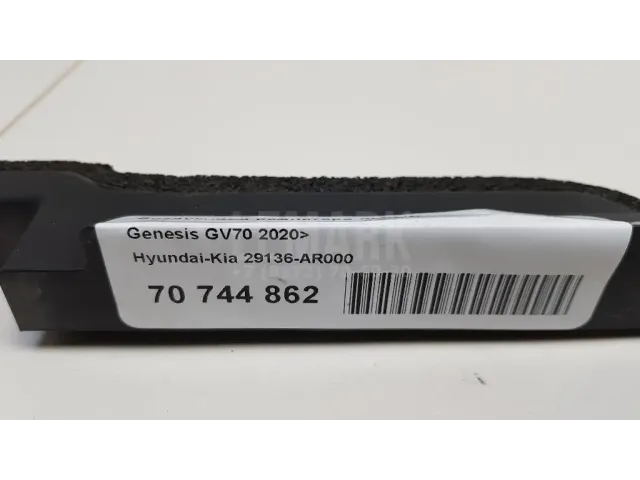 Genesis GV70 2020>
Hyundai-Kia 29136-AR000
70 744 862